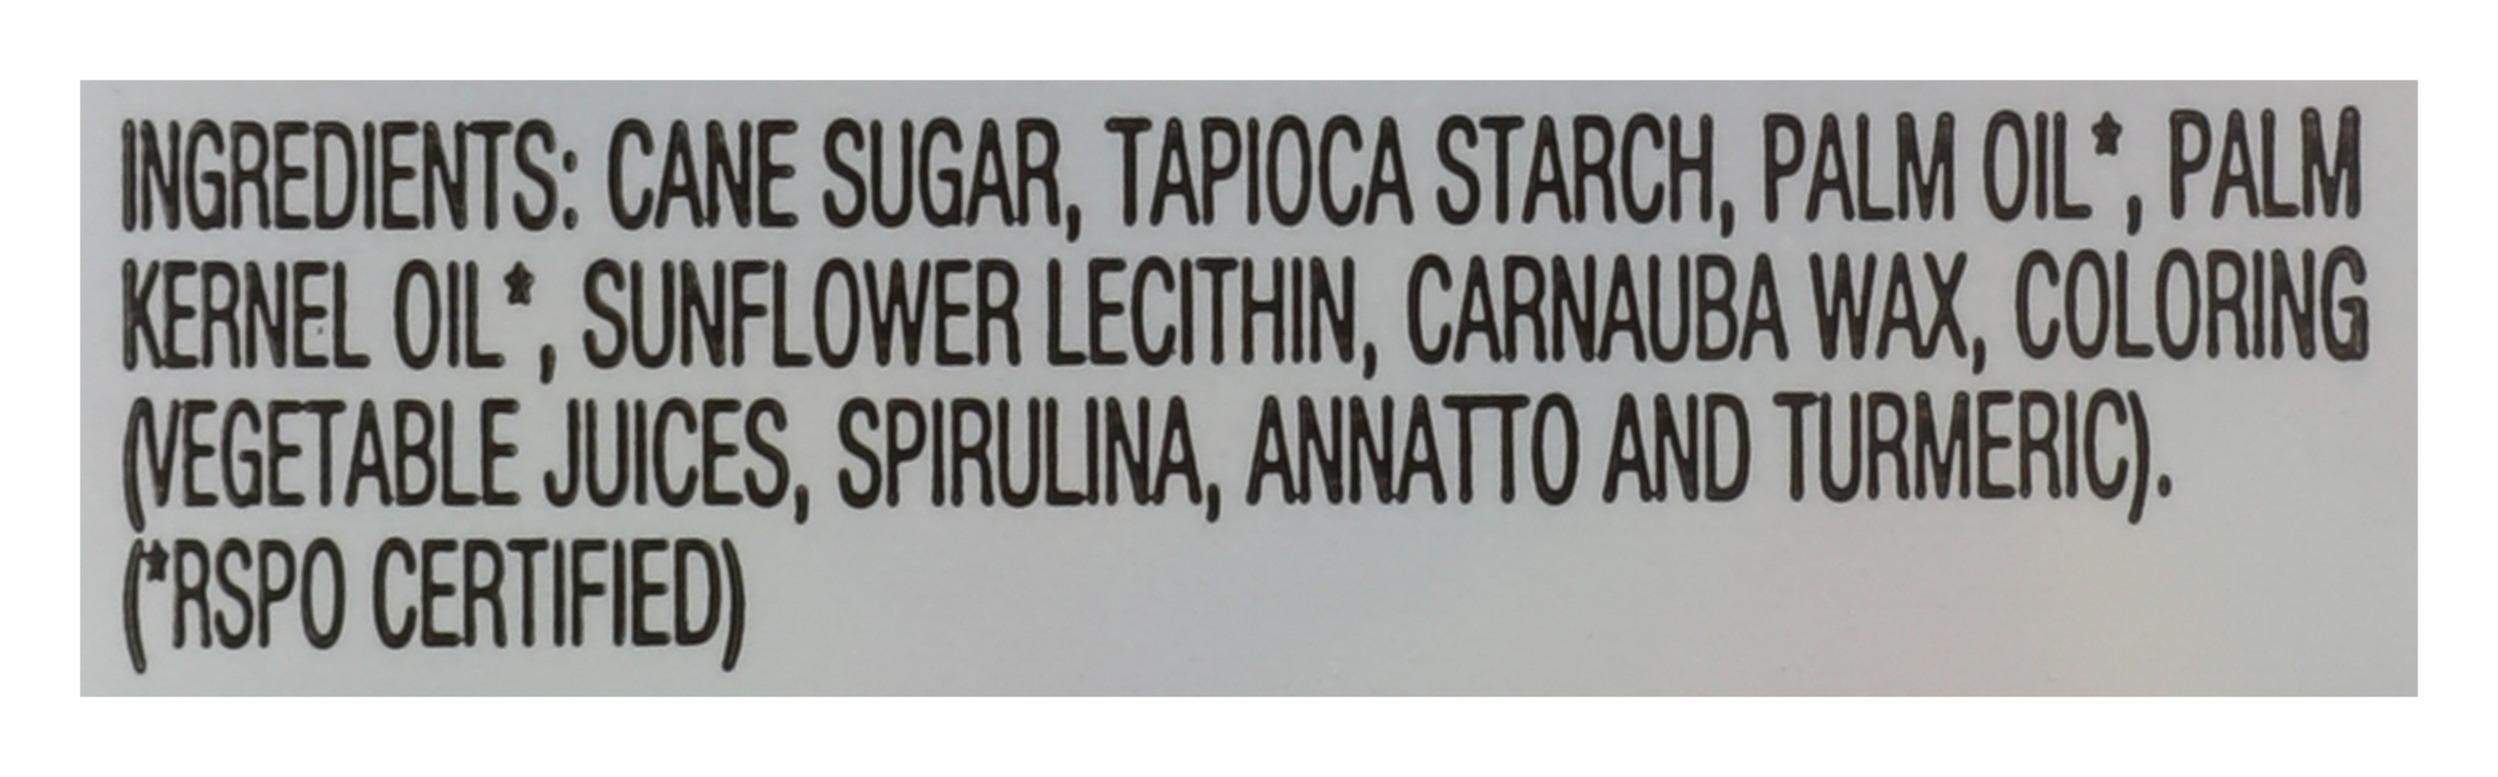 INGREDIENTS: CANE SUGAR, TAPIOCA STARCH, PALM OIL*, PALM
KERNEL OIL*, SUNFLOWER LECITHIN, CARNAUBA WAX, COLORING
(VEGETABLE JUICES, SPIRULINA, ANNATTO AND TURMERIC).
(*RSPO CERTIFIED)